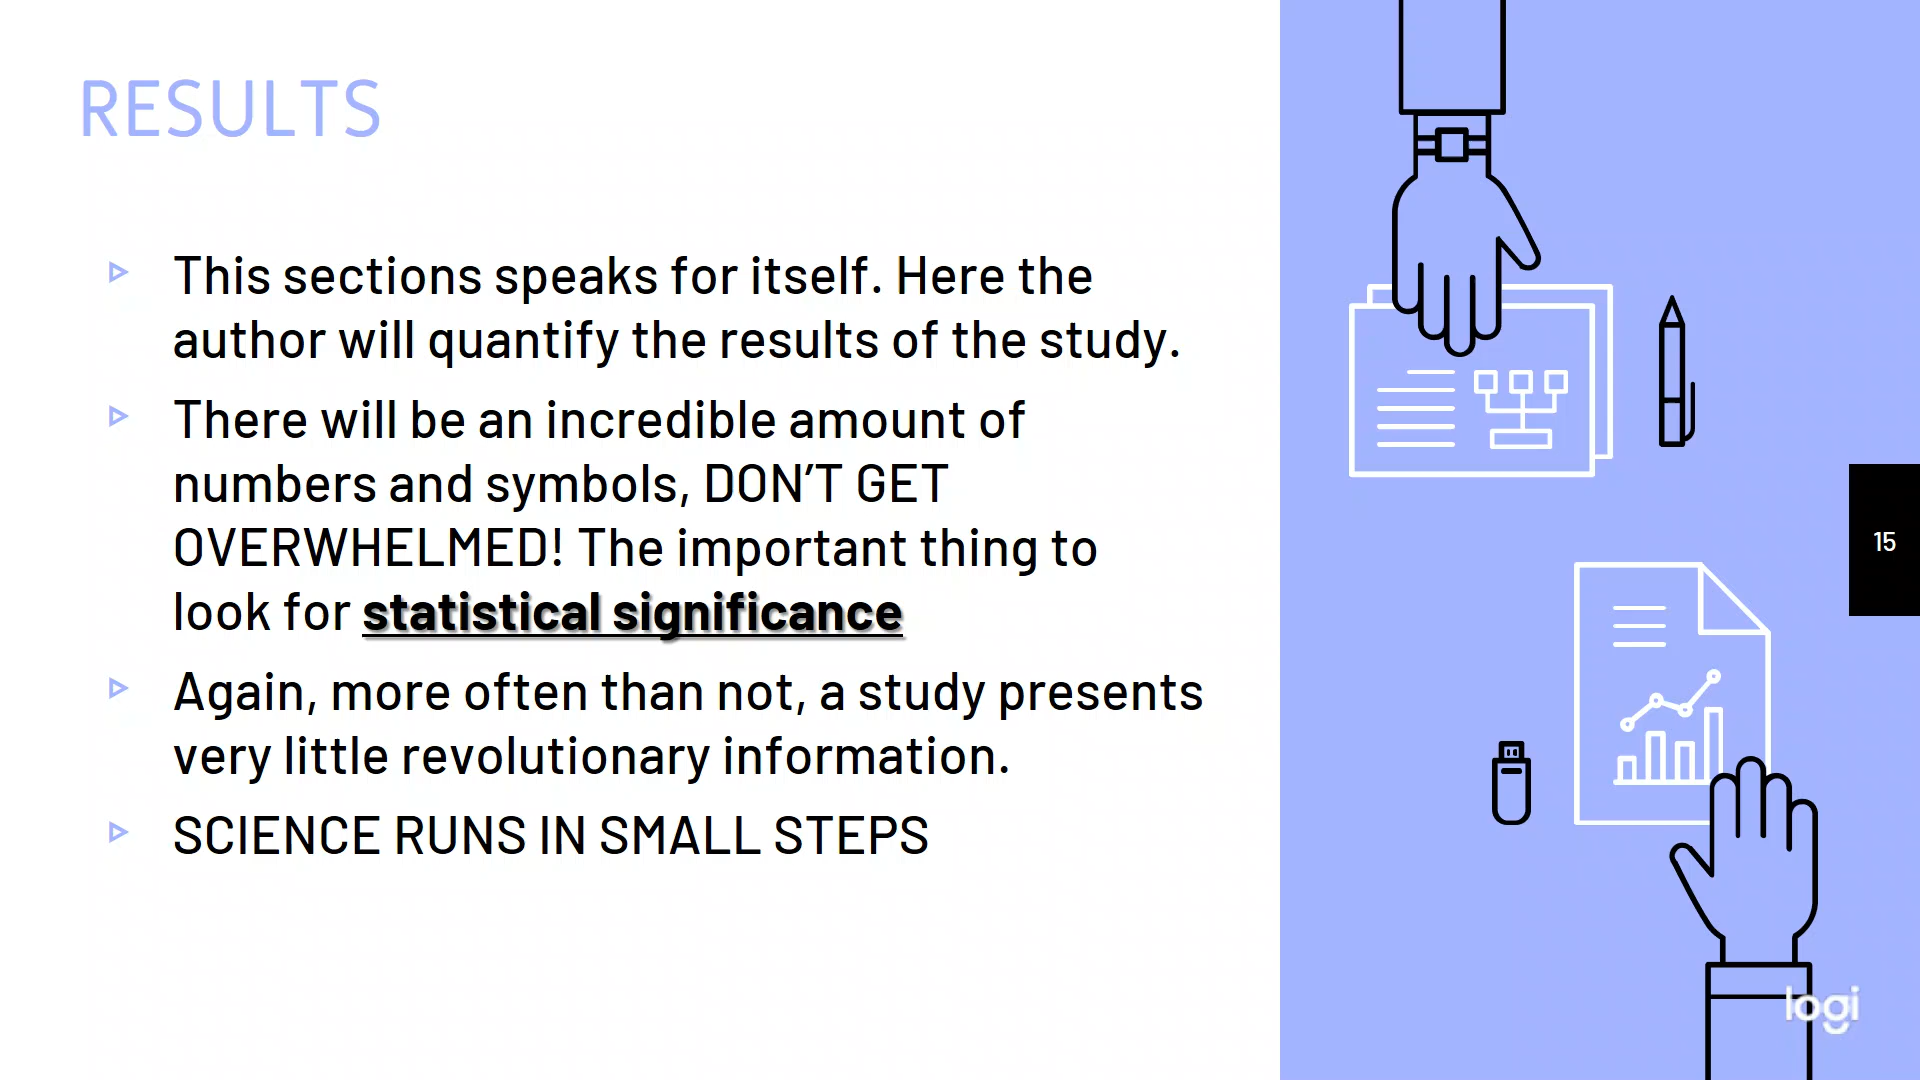 RESULTS
This sections speaks for itself. Here the
author will quantify the results of the study.
There will be an incredible amount of
numbers and symbols, DON’T GET
OVERWHELMED! The important thing to
look for statistical significance
Again, more often than not, a study presents
very little revolutionary information.
SCIENCE RUNS IN SMALL STEPS
15
logi